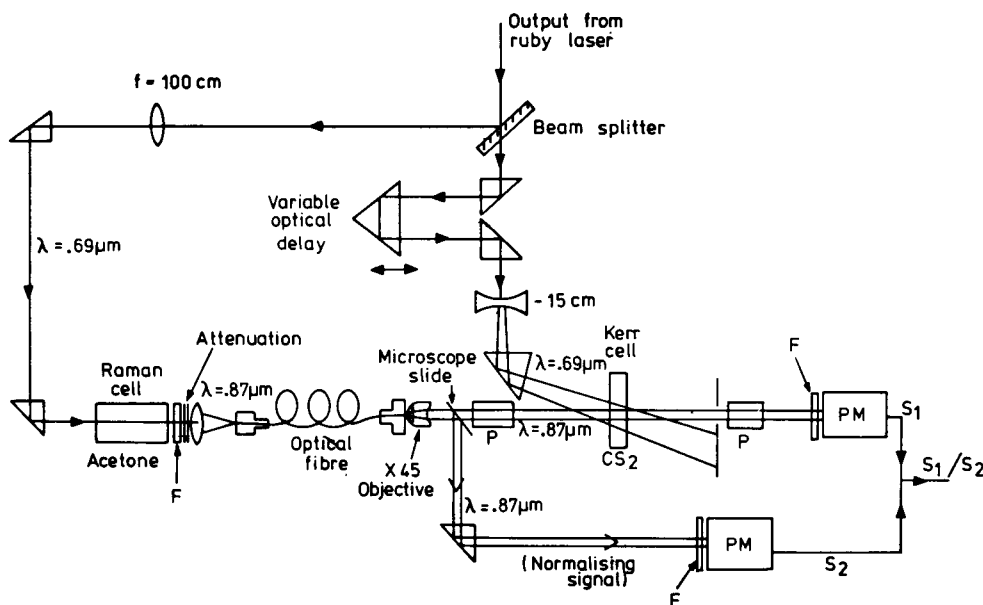 Output from
ruby laser
f - 100 cm
Beam splitter
Variable
optical
delay
λ = .69μm
- 15 cm
Attenuation
Microscope
slide
Kerr
cell
λ = .69μm
F
Raman
cell
λ = .87μm
PM
S1
P
λ = .87μm
P
Acetone
Optical
fibre
CS2
S1/S2
F
X 45
Objective
λ = .87μm
PM
(Normalising
signal)
S2
F